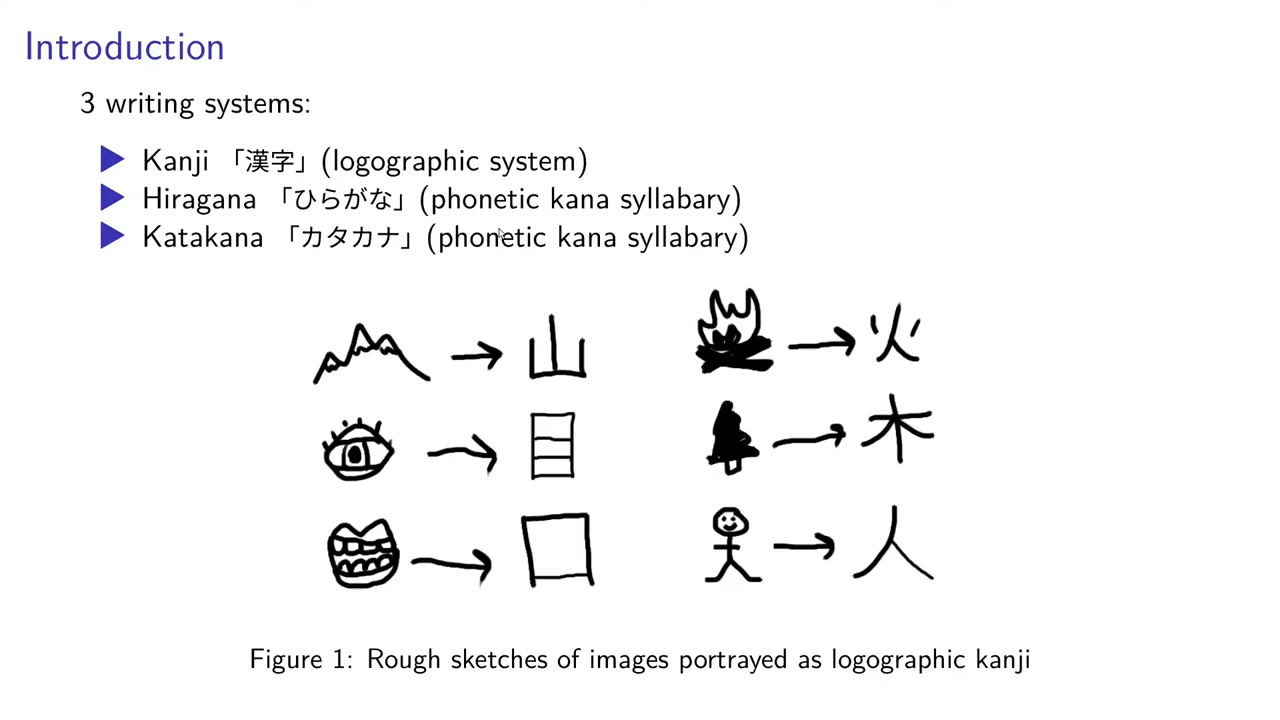 Introduction
3 writing systems:
Kanji 「漢字」(logographic system)
Hiragana 「ひらがな」(phonetic kana syllabary)
Katakana 「カタカナ」(phonetic kana syllabary)
山 火
目 木
口 人
Figure 1: Rough sketches of images portrayed as logographic kanji